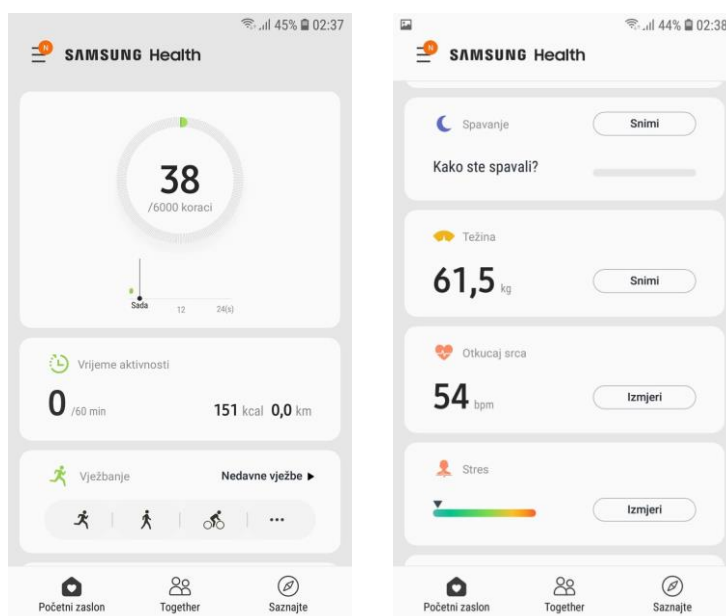 45% 02:37
N
SAMSUNG Health
38
/6000 koraci
Sada 12 24(s)
Vrijeme aktivnosti
0 /60 min 151 kcal 0,0 km
Vježbanje Nedavne vježbe ▶
Početni zaslon Together Saznajte
44% 02:38
N
SAMSUNG Health
Spavanje Snimi
Kako ste spavali?
Težina
61,5 kg Snimi
Otkucaj srca
54 bpm Izmjeri
Stres
Izmjeri
Početni zaslon Together Saznajte